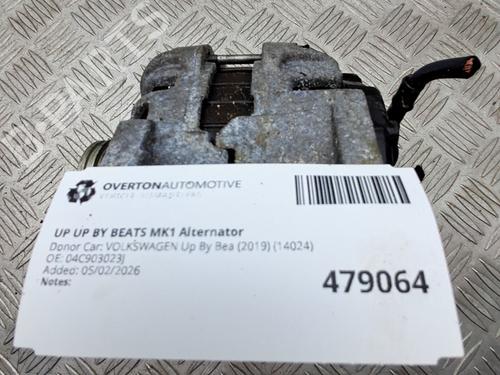 OVERTONAUTOMOTIVE
UP UP BY BEATS MK1 Alternator
Donor Car: VOLKSWAGEN Up By Bea (2019) (14024)
OE: 04C903023J
Added: 05/02/2026
Notes:
479064